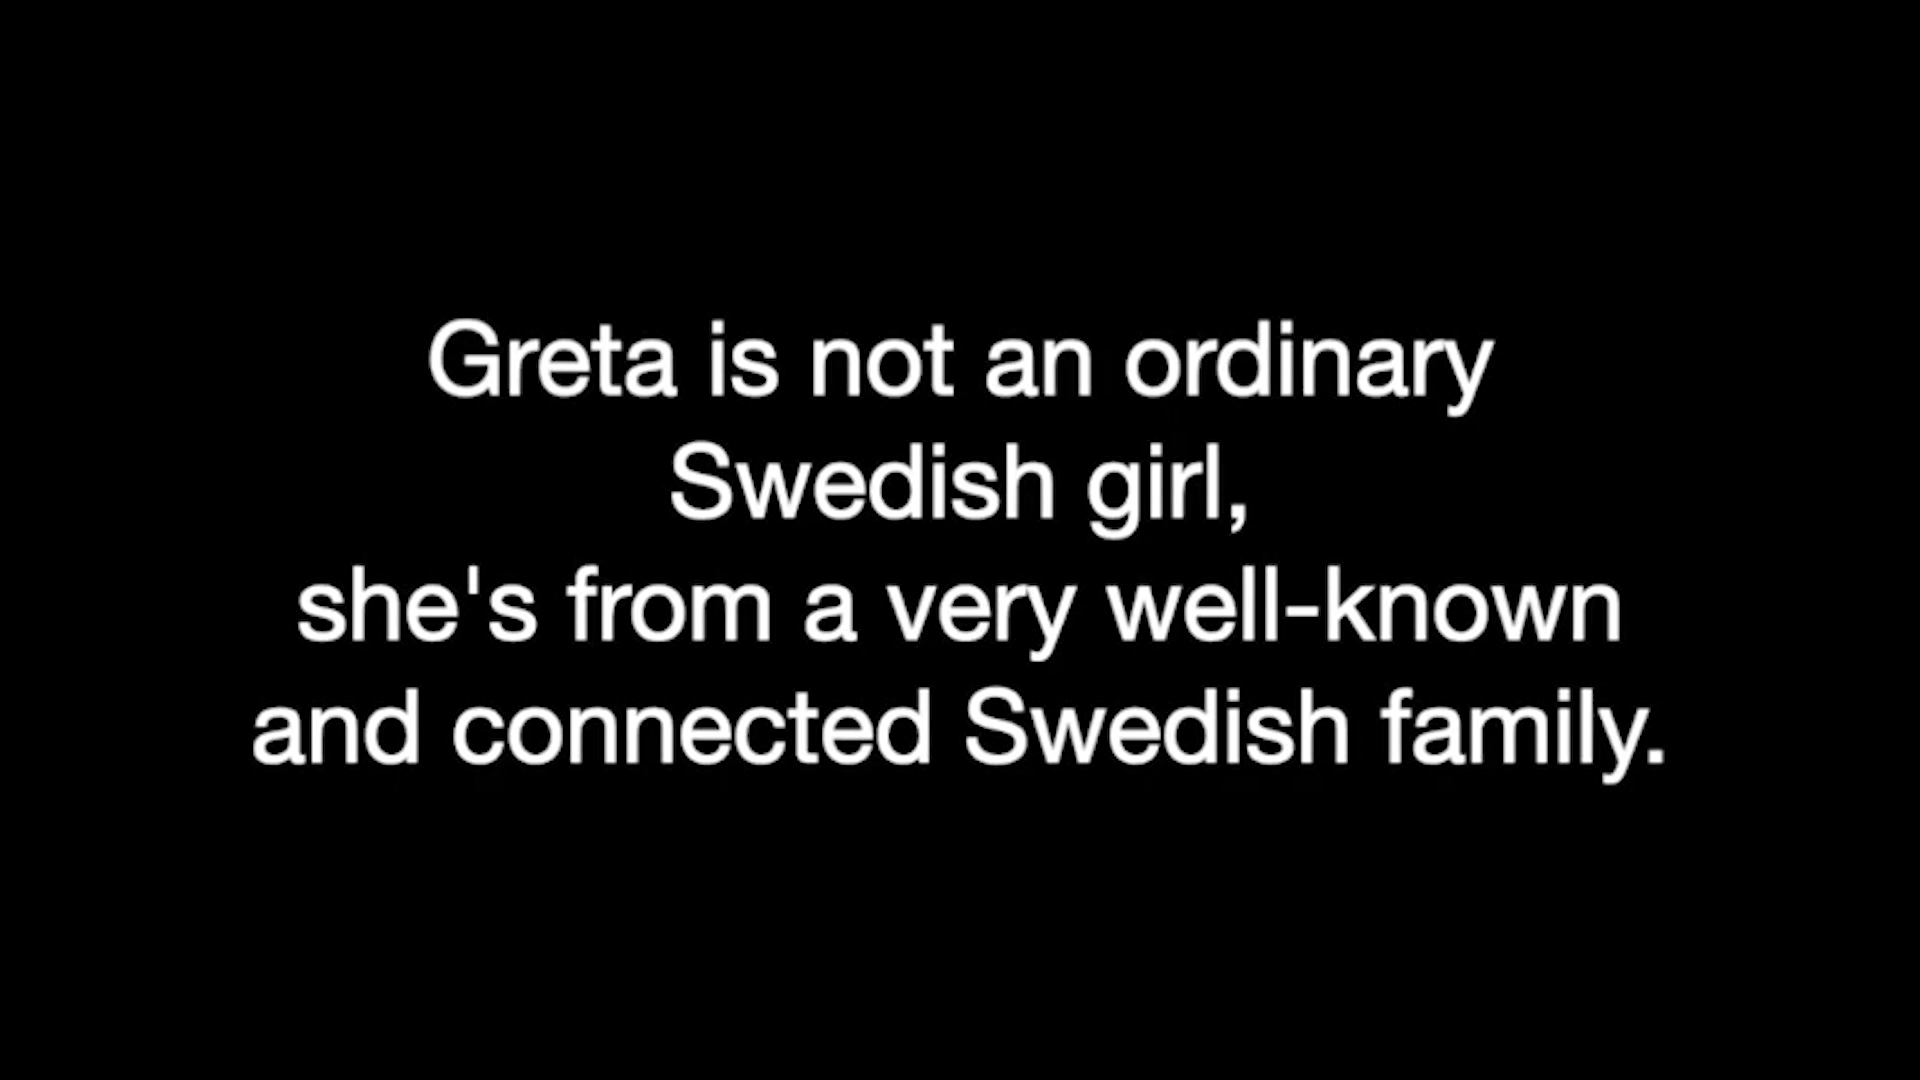 Greta is not an ordinary
Swedish girl,
she's from a very well-known
and connected Swedish family.